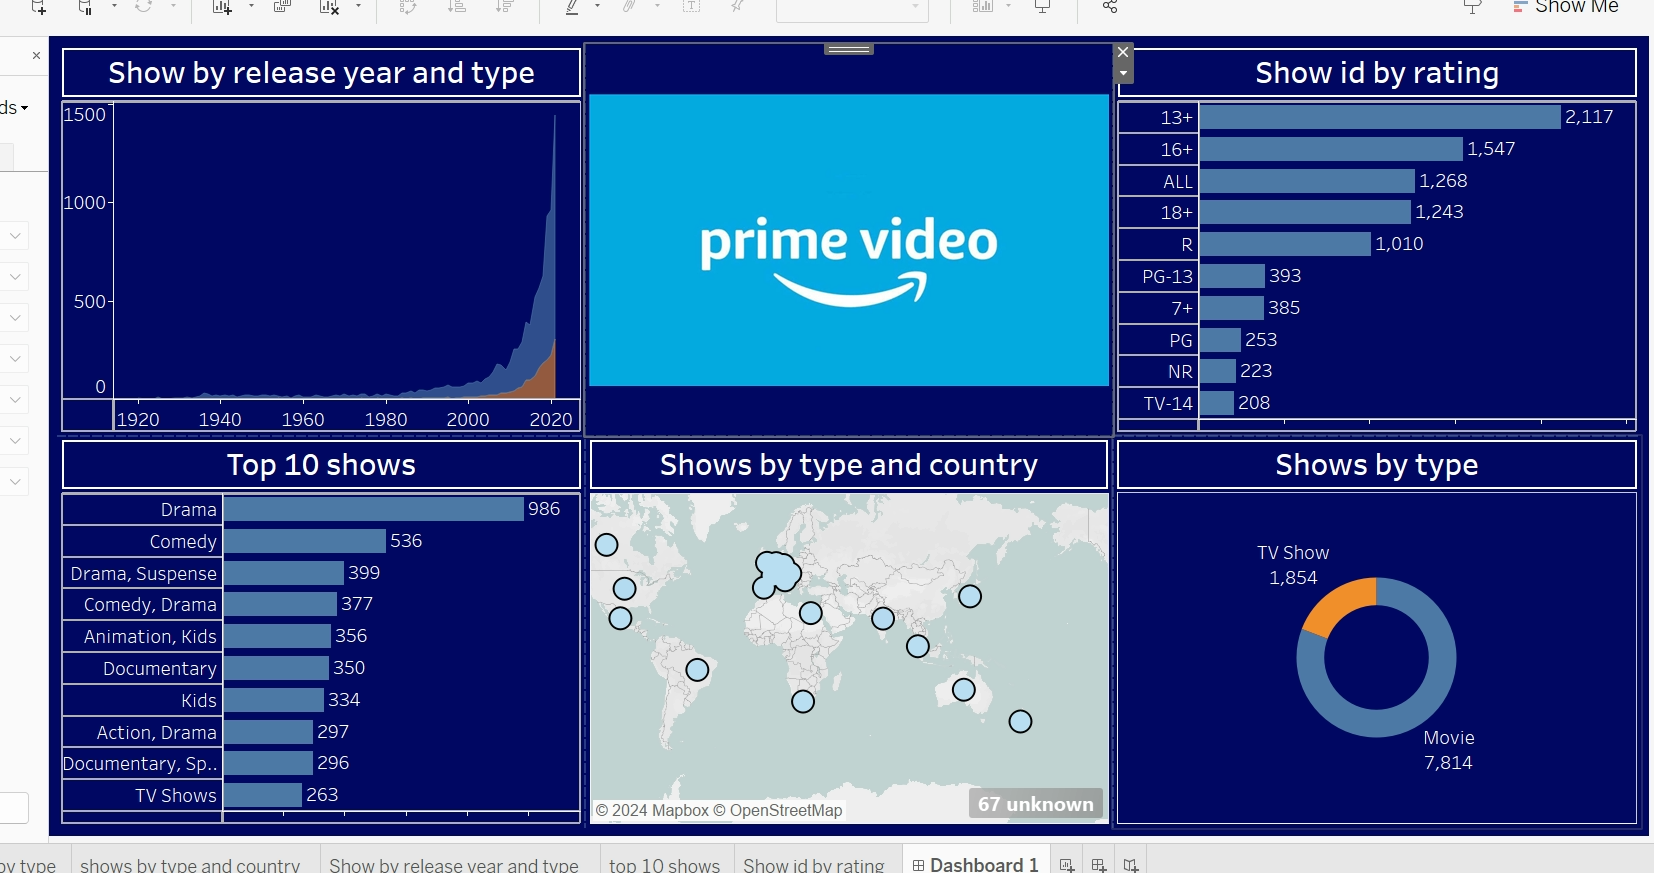 Show Me
ds
Show by release year and type
1500
1000
500
0
1920 1940 1960 1980 2000 2020
prime video
Show id by rating
13+ 2,117
16+ 1,547
ALL 1,268
18+ 1,243
R 1,010
PG-13 393
7+ 385
PG 253
NR 223
TV-14 208
Top 10 shows
Drama 986
Comedy 536
Drama, Suspense 399
Comedy, Drama 377
Animation, Kids 356
Documentary 350
Kids 334
Action, Drama 297
Documentary, Sp.. 296
TV Shows 263
Shows by type and country
© 2024 Mapbox © OpenStreetMap
67 unknown
Shows by type
TV Show
1,854
Movie
7,814
by type shows by type and country Show by release year and type top 10 shows Show id by rating Dashboard 1